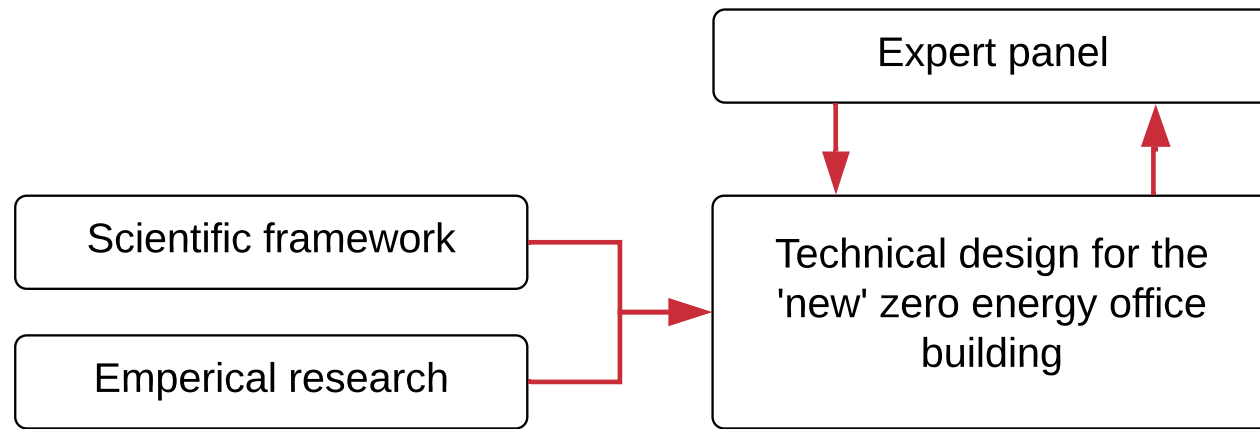 Expert panel
Scientific framework
Technical design for the
'new' zero energy office
building
Emperical research